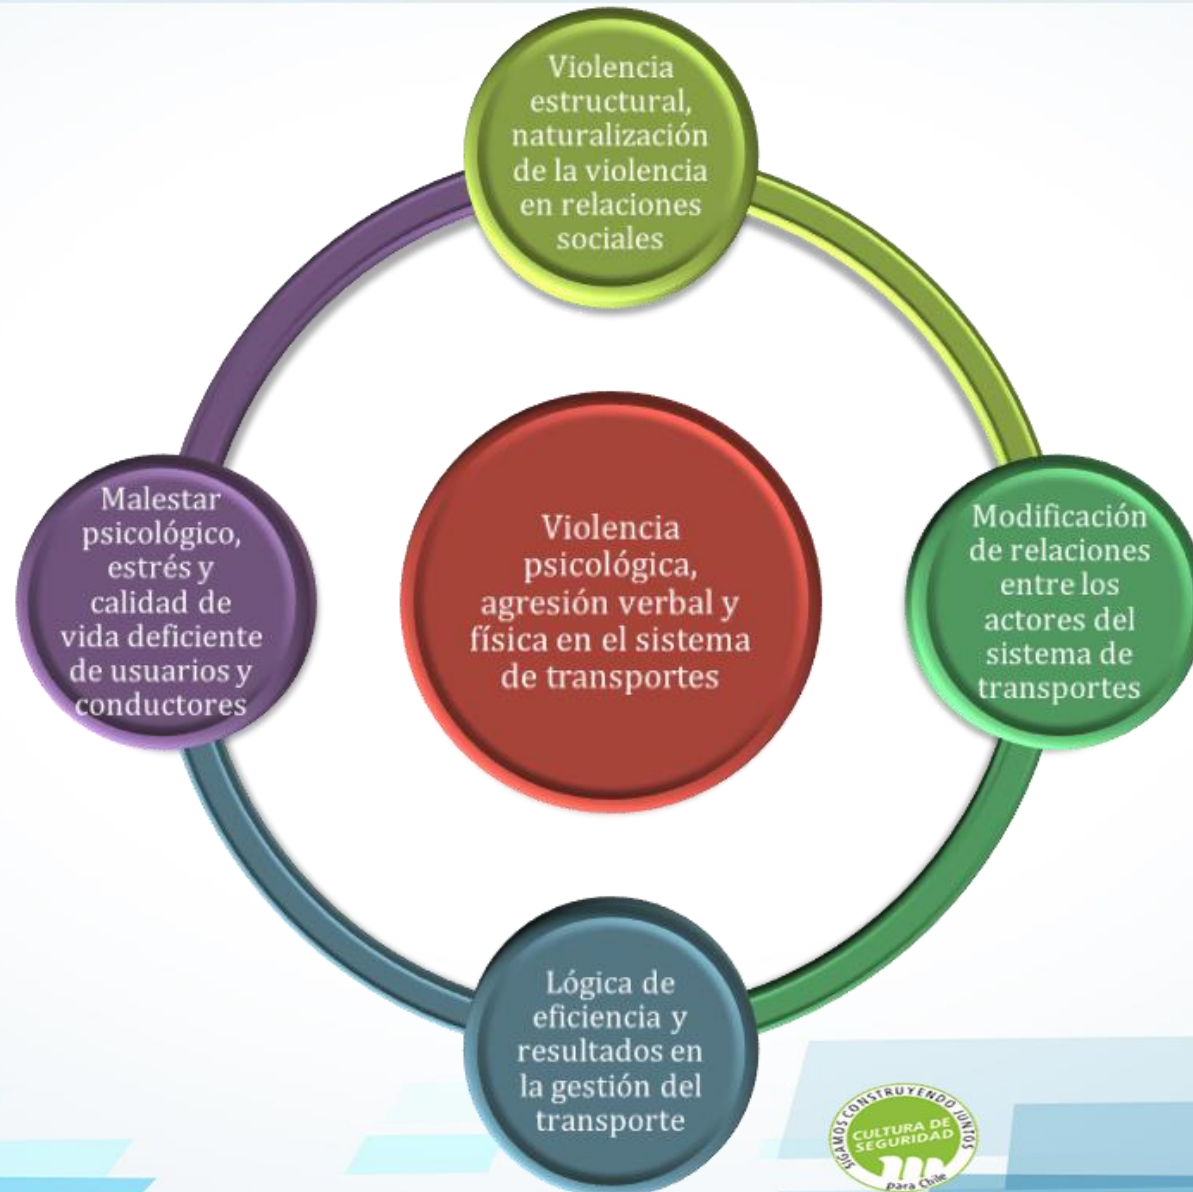 Violencia
estructural,
naturalización
de la violencia
en relaciones
sociales
Malestar
psicológico,
estrés y
calidad de
vida deficiente
de usuarios y
conductores
Violencia
psicológica,
agresión verbal y
física en el sistema
de transportes
Modificación
de relaciones
entre los
actores del
sistema de
transportes
Lógica de
eficiencia y
resultados en
la gestión del
transporte
SIGAMOS CONSTRUYENDO JUNTOS
CULTURA DE
SEGURIDAD
para Chile